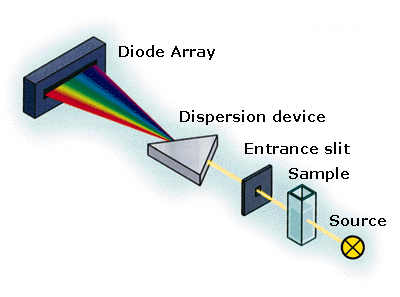 Diode Array
Dispersion device
Entrance slit
Sample
Source